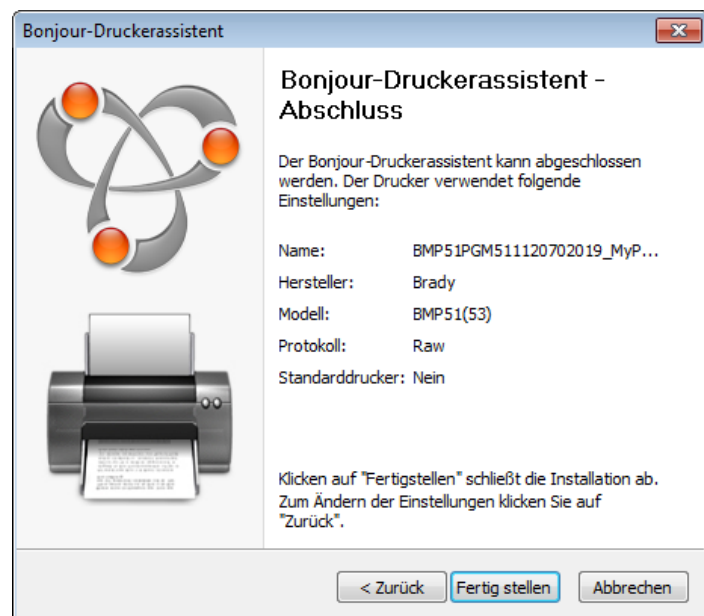 Bonjour-Druckerassistent
Bonjour-Druckerassistent -
Abschluss
Der Bonjour-Druckerassistent kann abgeschlossen
werden. Der Drucker verwendet folgende
Einstellungen:
Name: BMP51PGM511120702019_MyP...
Hersteller: Brady
Modell: BMP51(53)
Protokoll: Raw
Standarddrucker: Nein
Klicken auf "Fertigstellen" schließt die Installation ab.
Zum Ändern der Einstellungen klicken Sie auf
"Zurück".
< Zurück Fertig stellen Abbrechen